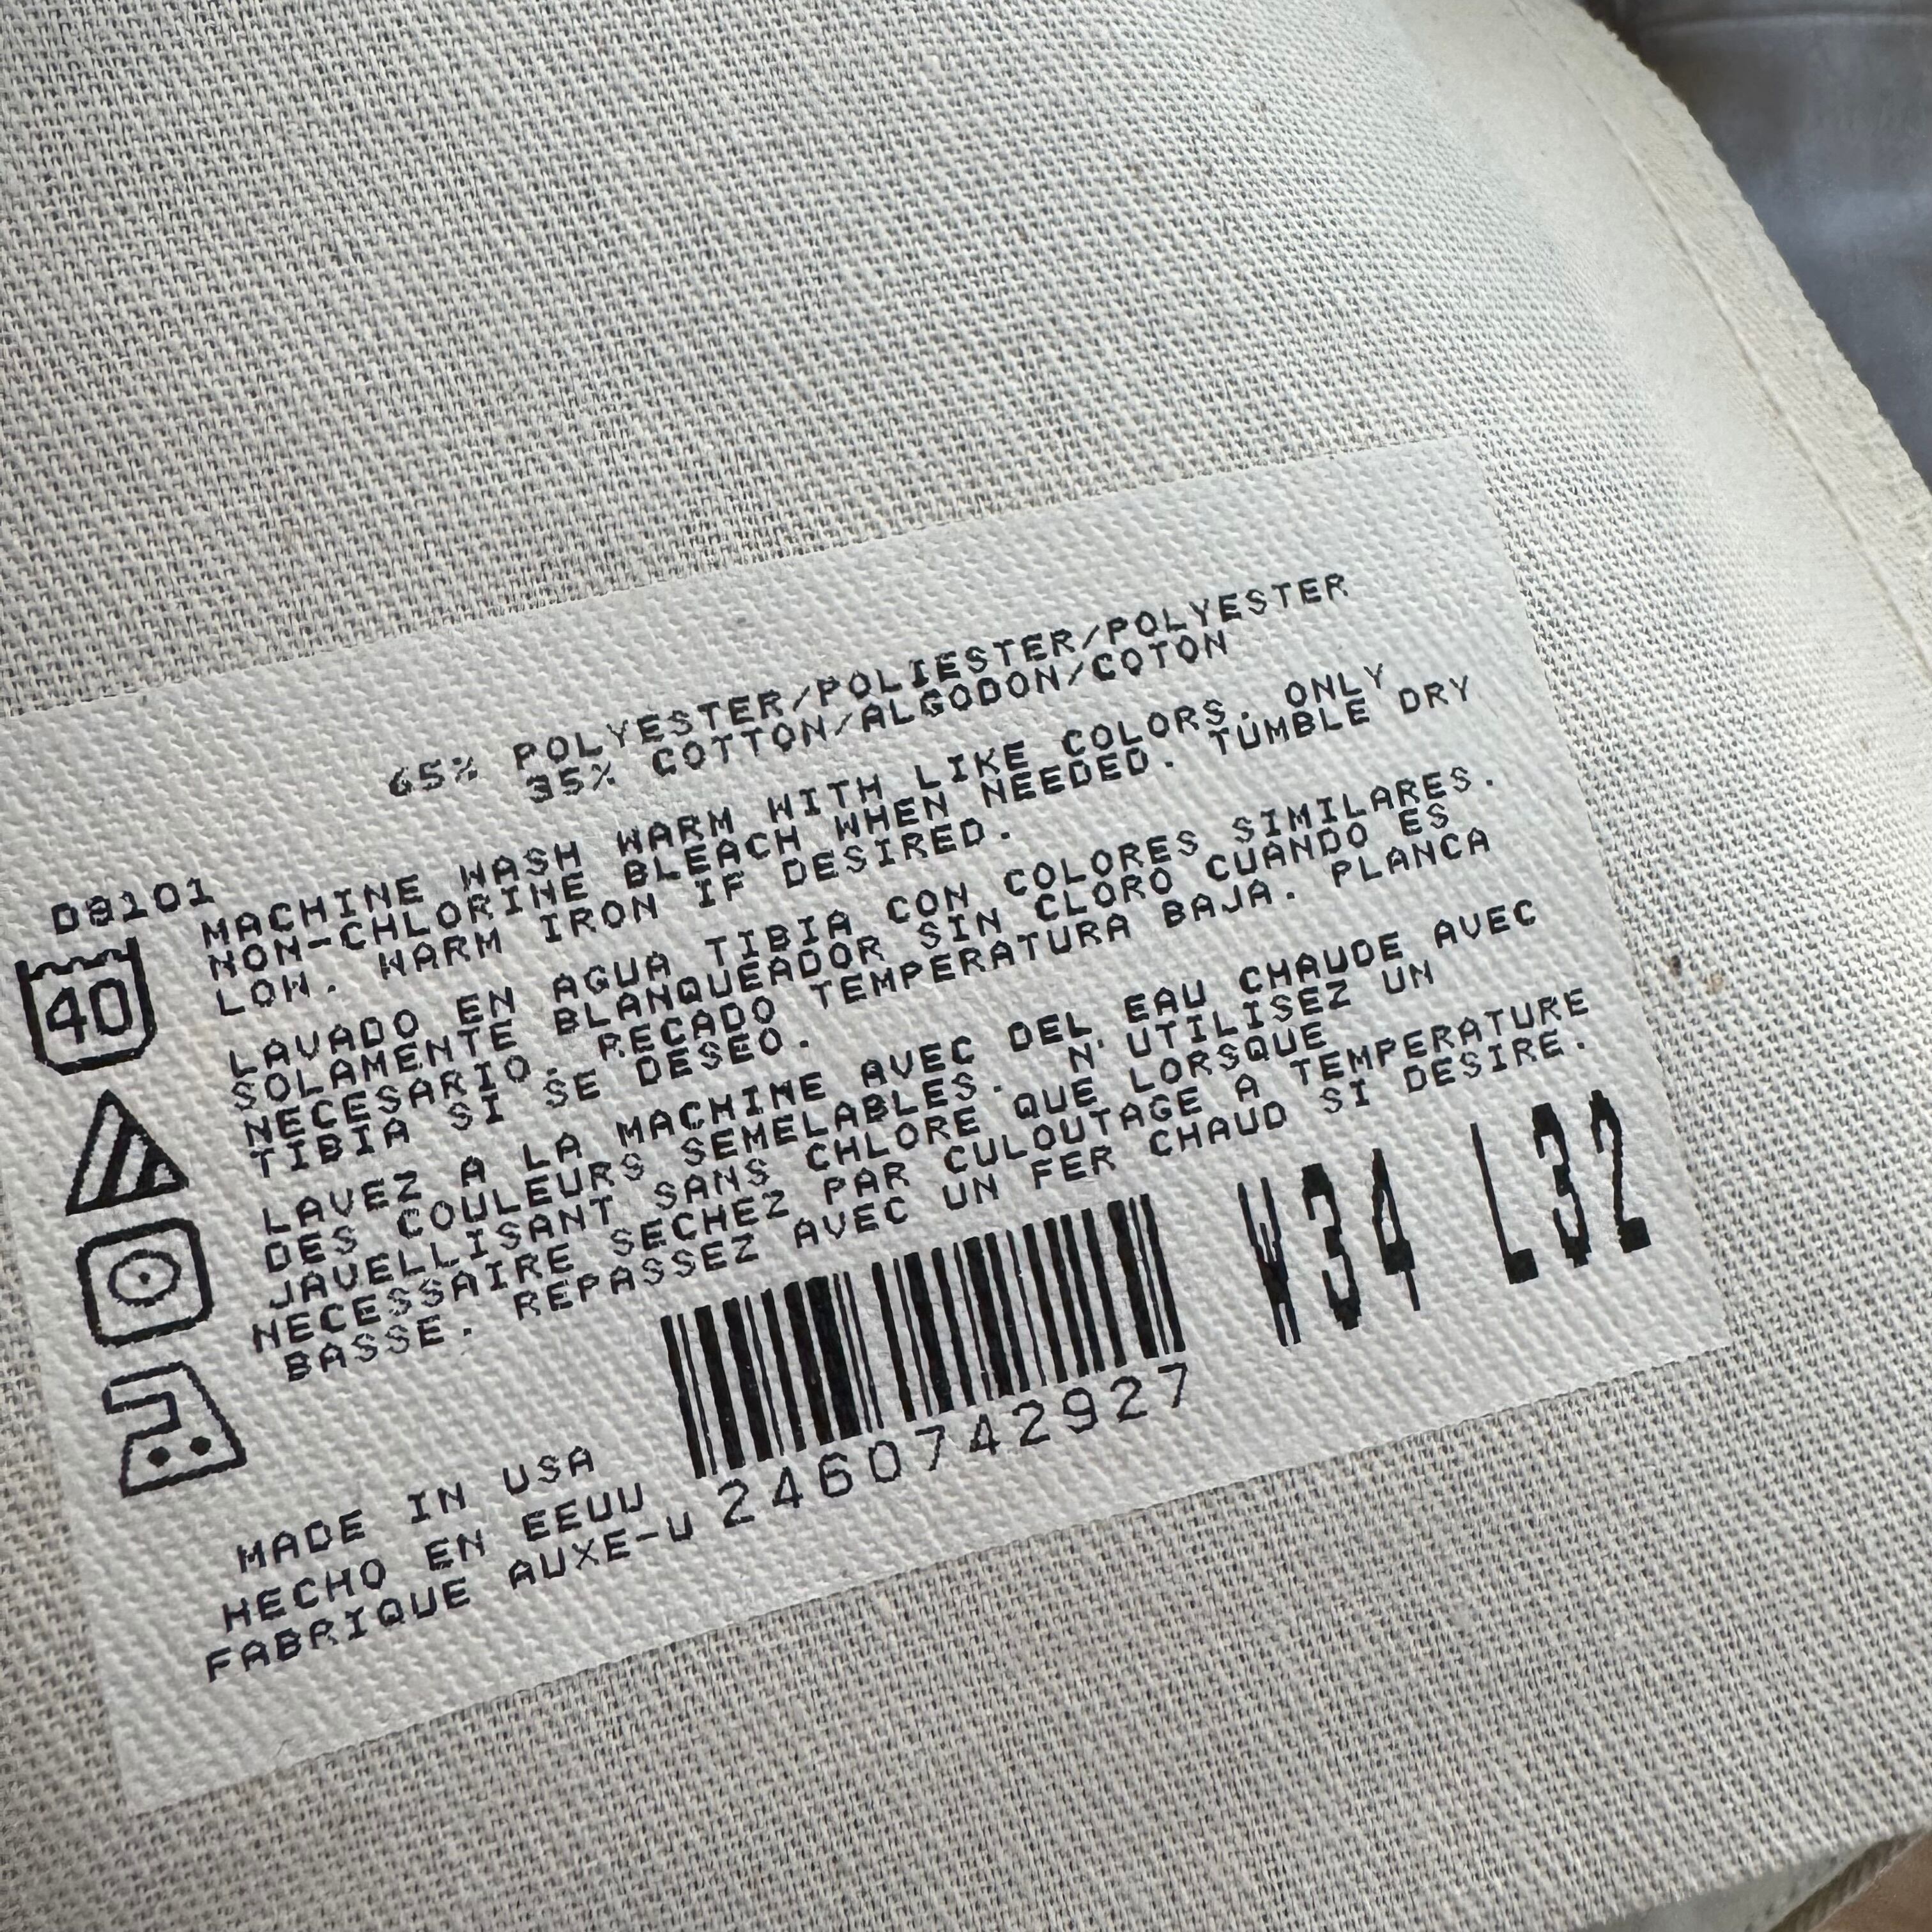 65% POLYESTER/POLIESTER/POLYESTER
35% COTTON/ALGODON/COTON
D8101
MACHINE WASH WARM WITH LIKE COLORS. ONLY
NON-CHLORINE BLEACH WHEN NEEDED. TUMBLE DRY
LOW. WARM IRON IF DESIRED.
40
LAVADO EN AGUA TIBIA CON COLORES SIMILARES.
SOLAMENTE BLANQUEADOR SIN CLORO CUANDO ES
NECESARIO. RECADO TEMPERATURA BAJA. PLANCA
TIBIA SI SE DESEO.
LAVEZ A LA MACHINE AVEC DEL EAU CHAUDE AVEC
DES COULEURS SEMELABLES. N'UTILISEZ UN
JAVELLISANT SANS CHLORE QUE LORSQUE
NECESSAIRE SECHEZ PAR CULOUTAGE A TEMPERATURE
BASSE. REPASSEZ AVEC UN FER CHAUD SI DESIRE.
W34 L32
MADE IN USA
HECHO EN EEUU
FABRIQUE AUXE-U
2460742927